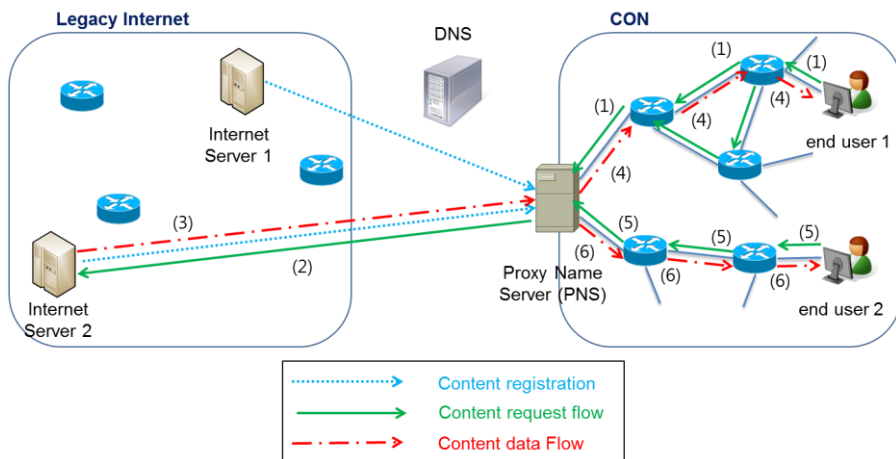 Legacy Internet
DNS
CON
Internet
Server 1
Internet
Server 2
Proxy Name
Server (PNS)
end user 1
end user 2
(1)
(1)
(1)
(4)
(4)
(4)
(3)
(2)
(5)
(5)
(5)
(6)
(6)
(6)
Content registration
Content request flow
Content data Flow